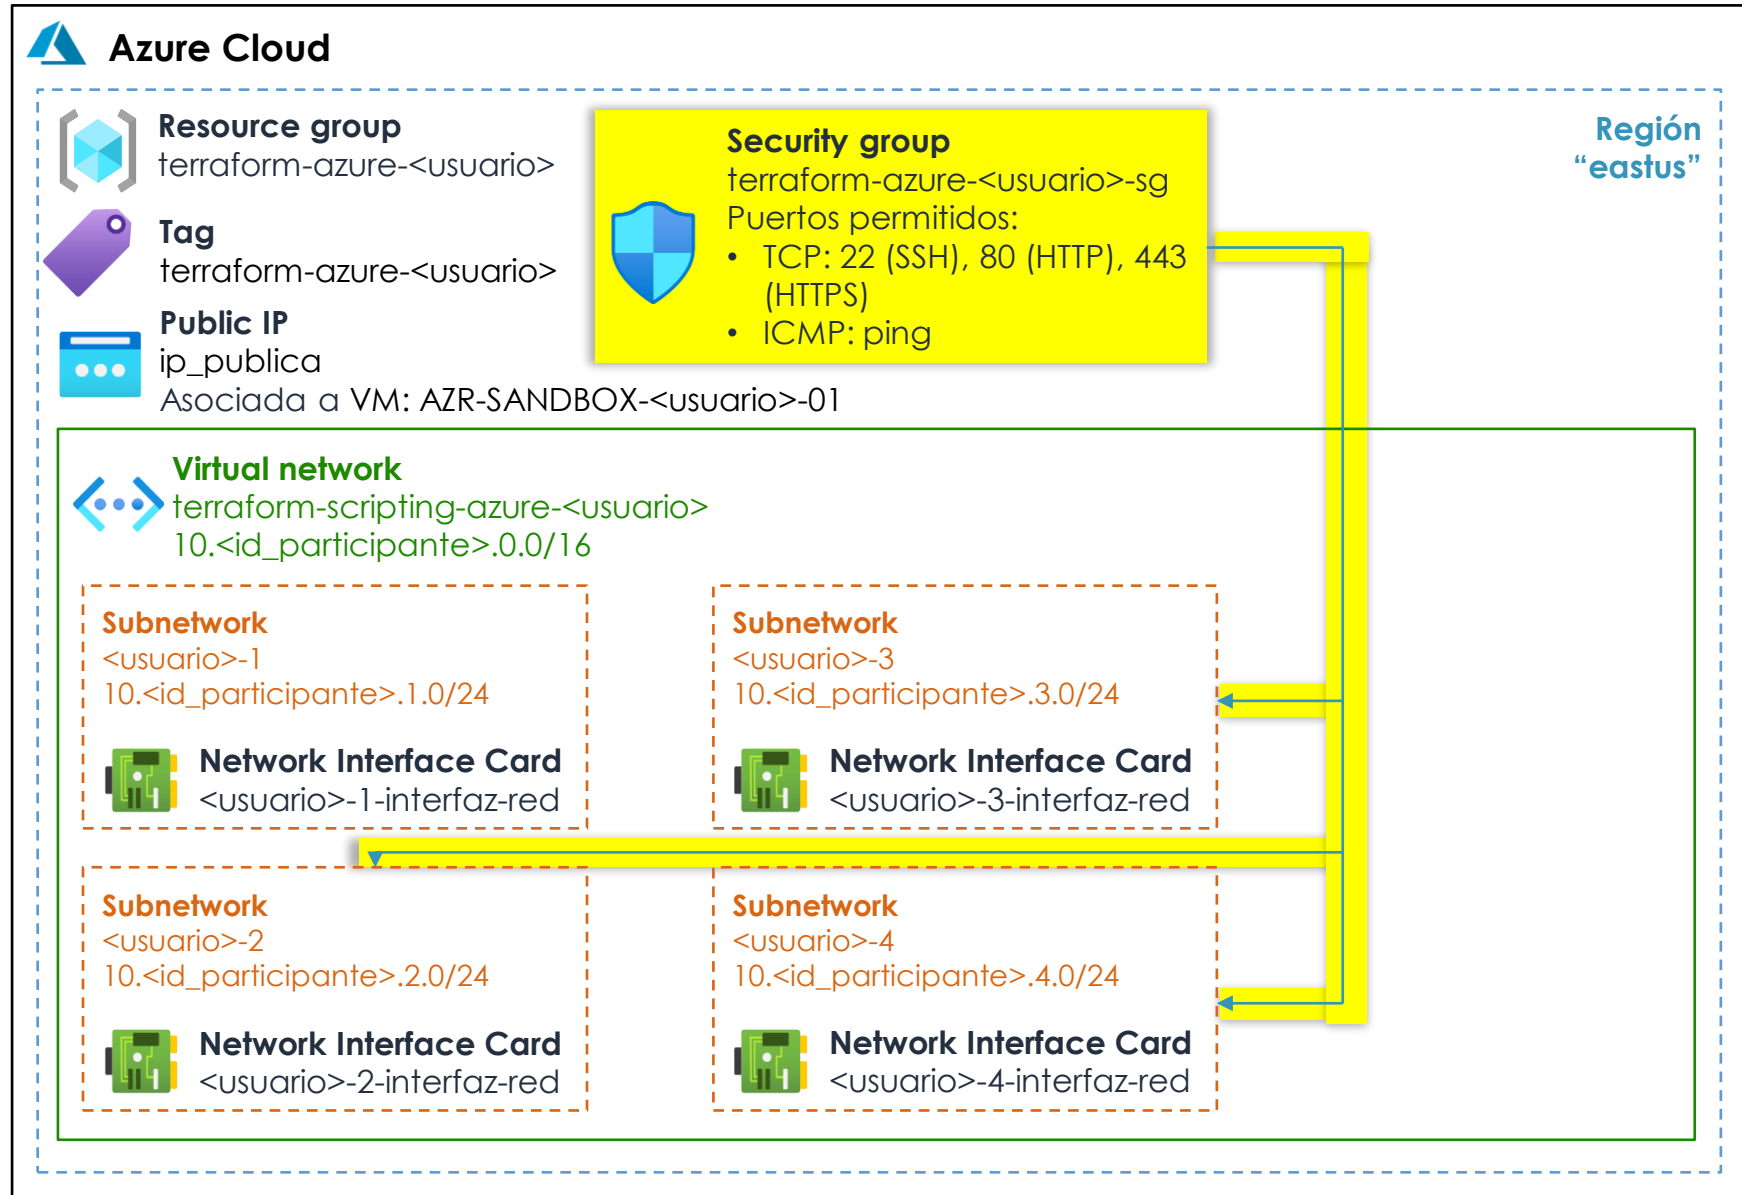 Azure Cloud
Resource group
terraform-azure-<usuario>
Tag
terraform-azure-<usuario>
Public IP
ip_publica
Asociada a VM: AZR-SANDBOX-<usuario>-01
Security group
terraform-azure-<usuario>-sg
Puertos permitidos:
• TCP: 22 (SSH), 80 (HTTP), 443
(HTTPS)
• ICMP: ping
Región
“eastus”
Virtual network
terraform-scripting-azure-<usuario>
10.<id_participante>.0.0/16
Subnetwork
<usuario>-1
10.<id_participante>.1.0/24
Network Interface Card
<usuario>-1-interfaz-red
Subnetwork
<usuario>-3
10.<id_participante>.3.0/24
Network Interface Card
<usuario>-3-interfaz-red
Subnetwork
<usuario>-2
10.<id_participante>.2.0/24
Network Interface Card
<usuario>-2-interfaz-red
Subnetwork
<usuario>-4
10.<id_participante>.4.0/24
Network Interface Card
<usuario>-4-interfaz-red